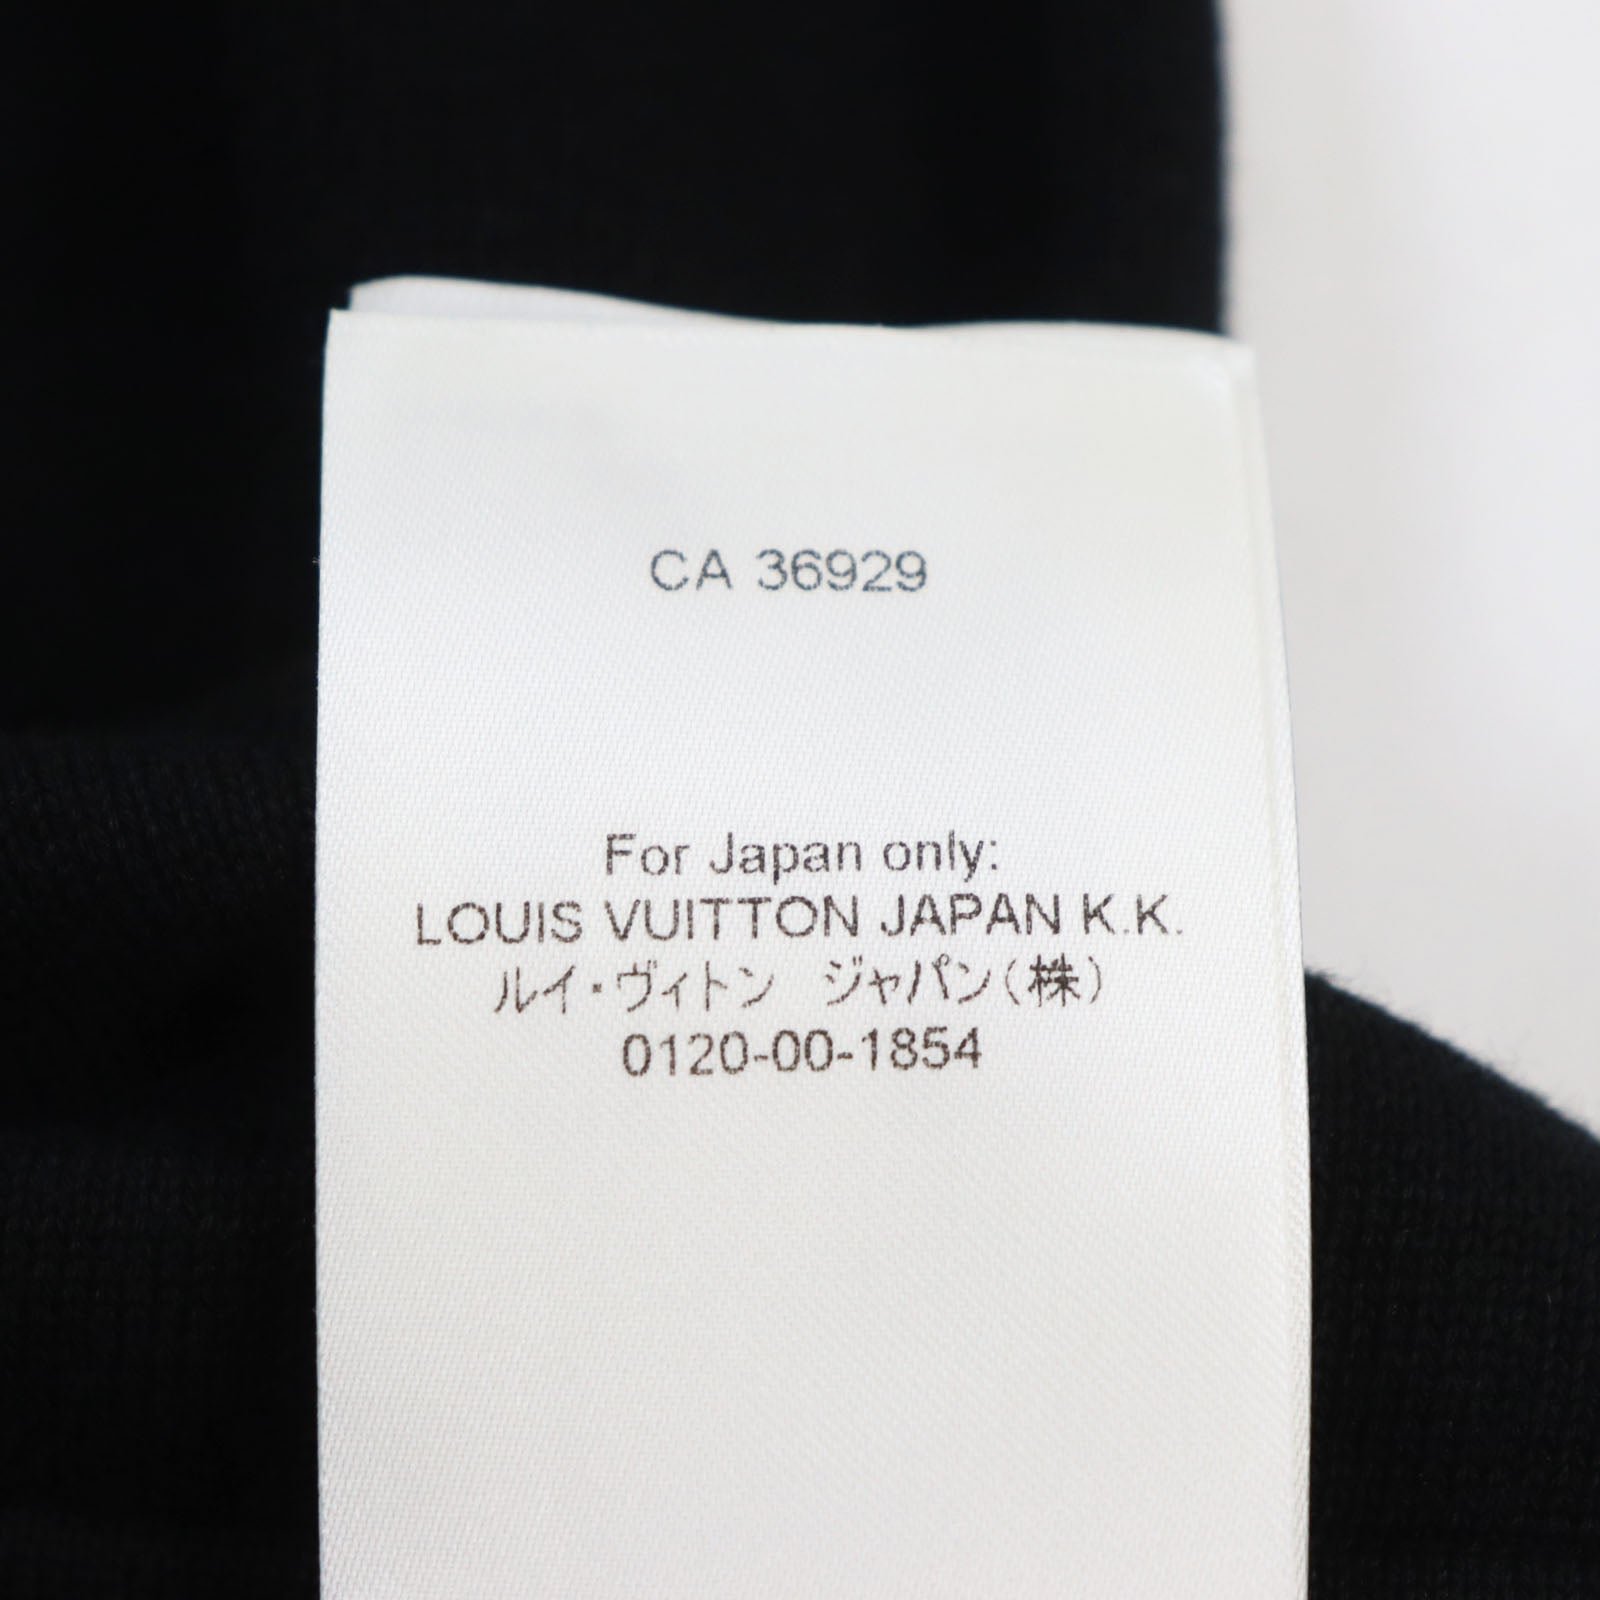 CA 36929
For Japan only:
LOUIS VUITTON JAPAN K.K.
ルイ・ヴィトン　ジャパン(株)
0120-00-1854